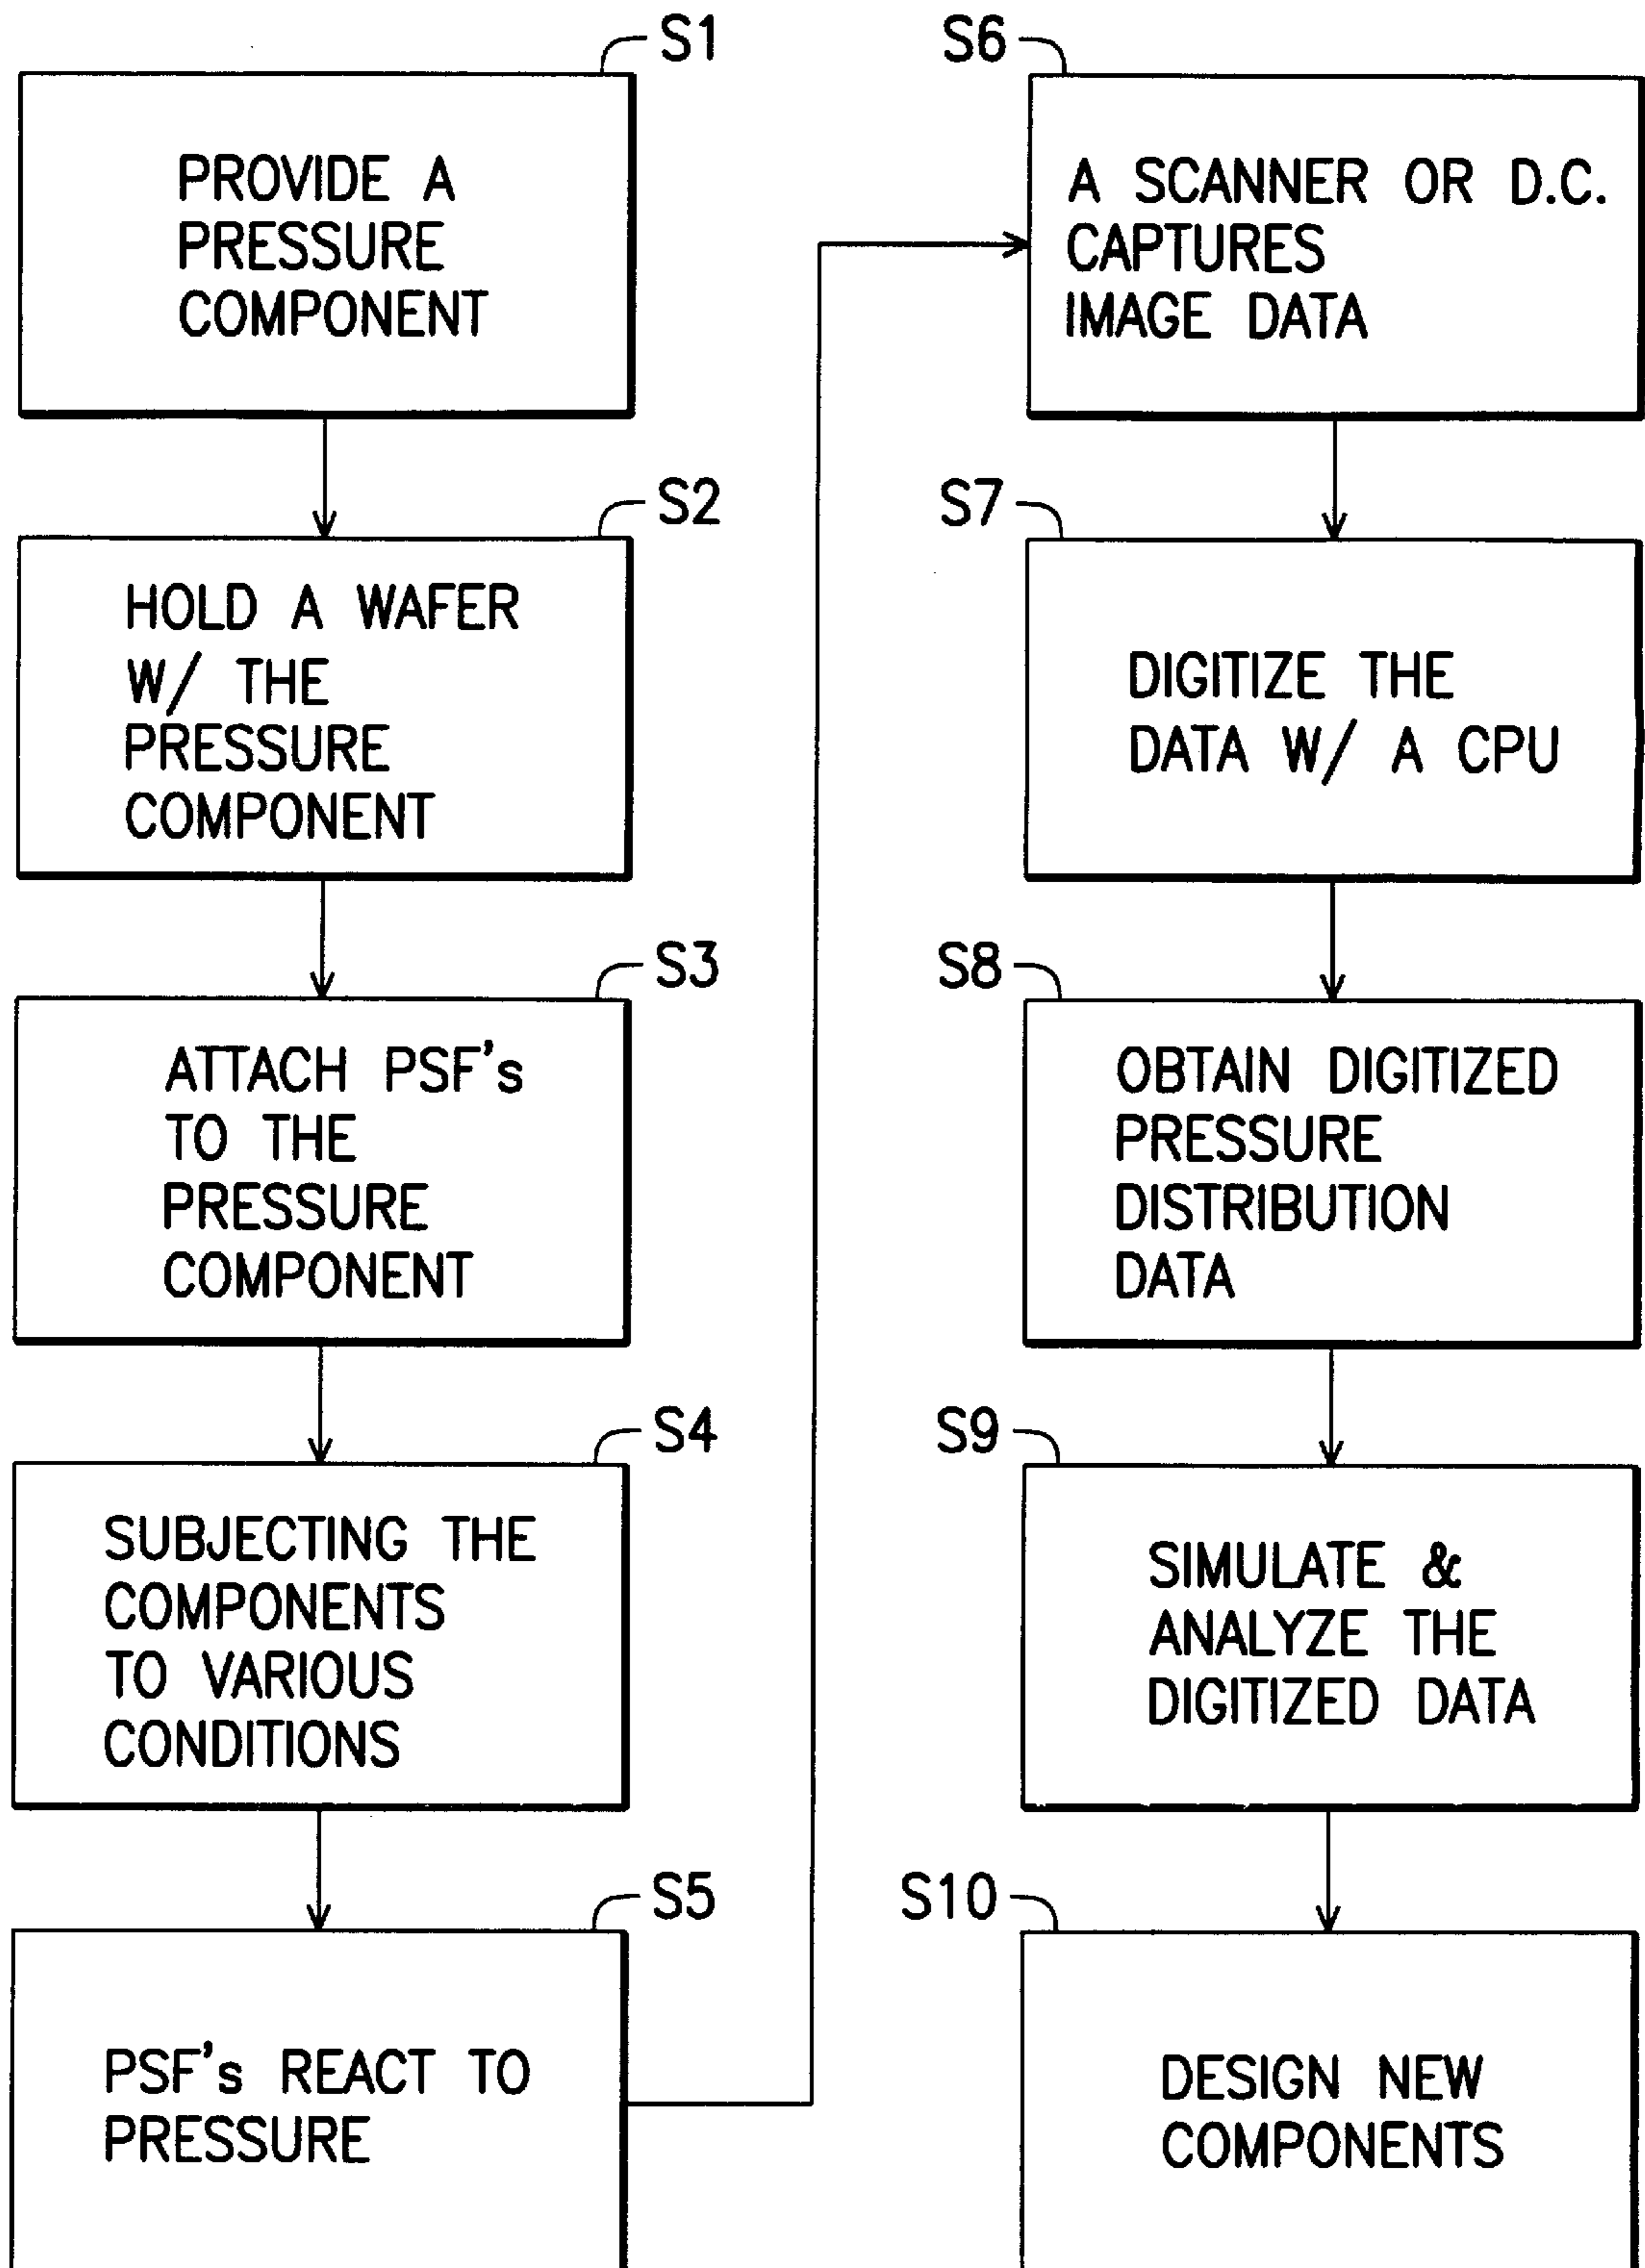 S1
PROVIDE A
PRESSURE
COMPONENT
S2
HOLD A WAFER
W/ THE
PRESSURE
COMPONENT
S3
ATTACH PSF's
TO THE
PRESSURE
COMPONENT
S4
SUBJECTING THE
COMPONENTS
TO VARIOUS
CONDITIONS
S5
PSF's REACT TO
PRESSURE
S6
A SCANNER OR D.C.
CAPTURES
IMAGE DATA
S7
DIGITIZE THE
DATA W/ A CPU
S8
OBTAIN DIGITIZED
PRESSURE
DISTRIBUTION
DATA
S9
SIMULATE &
ANALYZE THE
DIGITIZED DATA
S10
DESIGN NEW
COMPONENTS